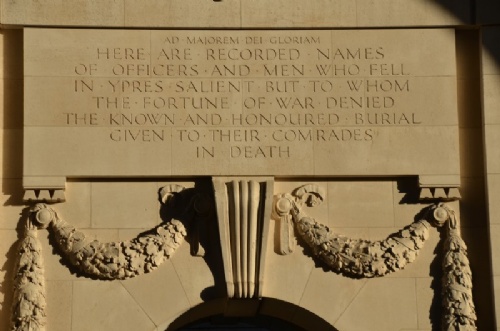 AD MAJOREM DEI GLORIAM
HERE · ARE · RECORDED · NAMES
OF · OFFICERS · AND · MEN · WHO · FELL
IN · YPRES · SALIENT · BUT · TO · WHOM
THE · FORTUNE · OF · WAR · DENIED
THE · KNOWN · AND · HONOURED · BURIAL
GIVEN · TO · THEIR · COMRADES
IN · DEATH